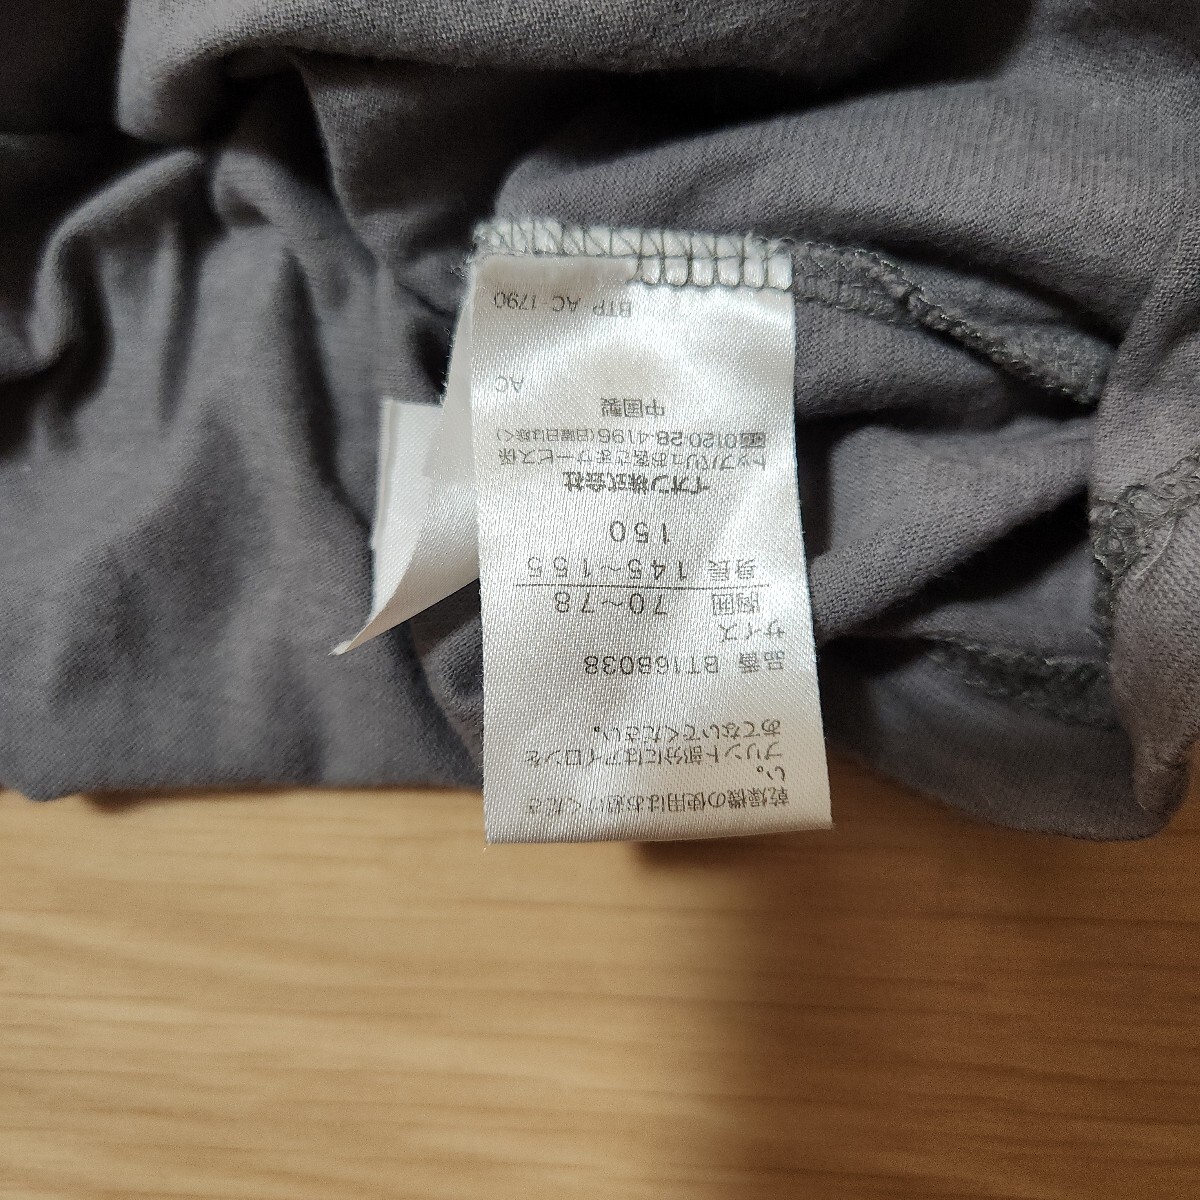 乾燥機の使用はお避けくださ
い。
プリント部分にはアイロンを
あてないでください。
品番 BT16B038
サイズ
胸囲 70～78
身長 145～155
150
イオン株式会社
トップバリュお客さまサービス係
0120-28-4195(日曜日は除く)
中国製
AC
BTP AC-1790